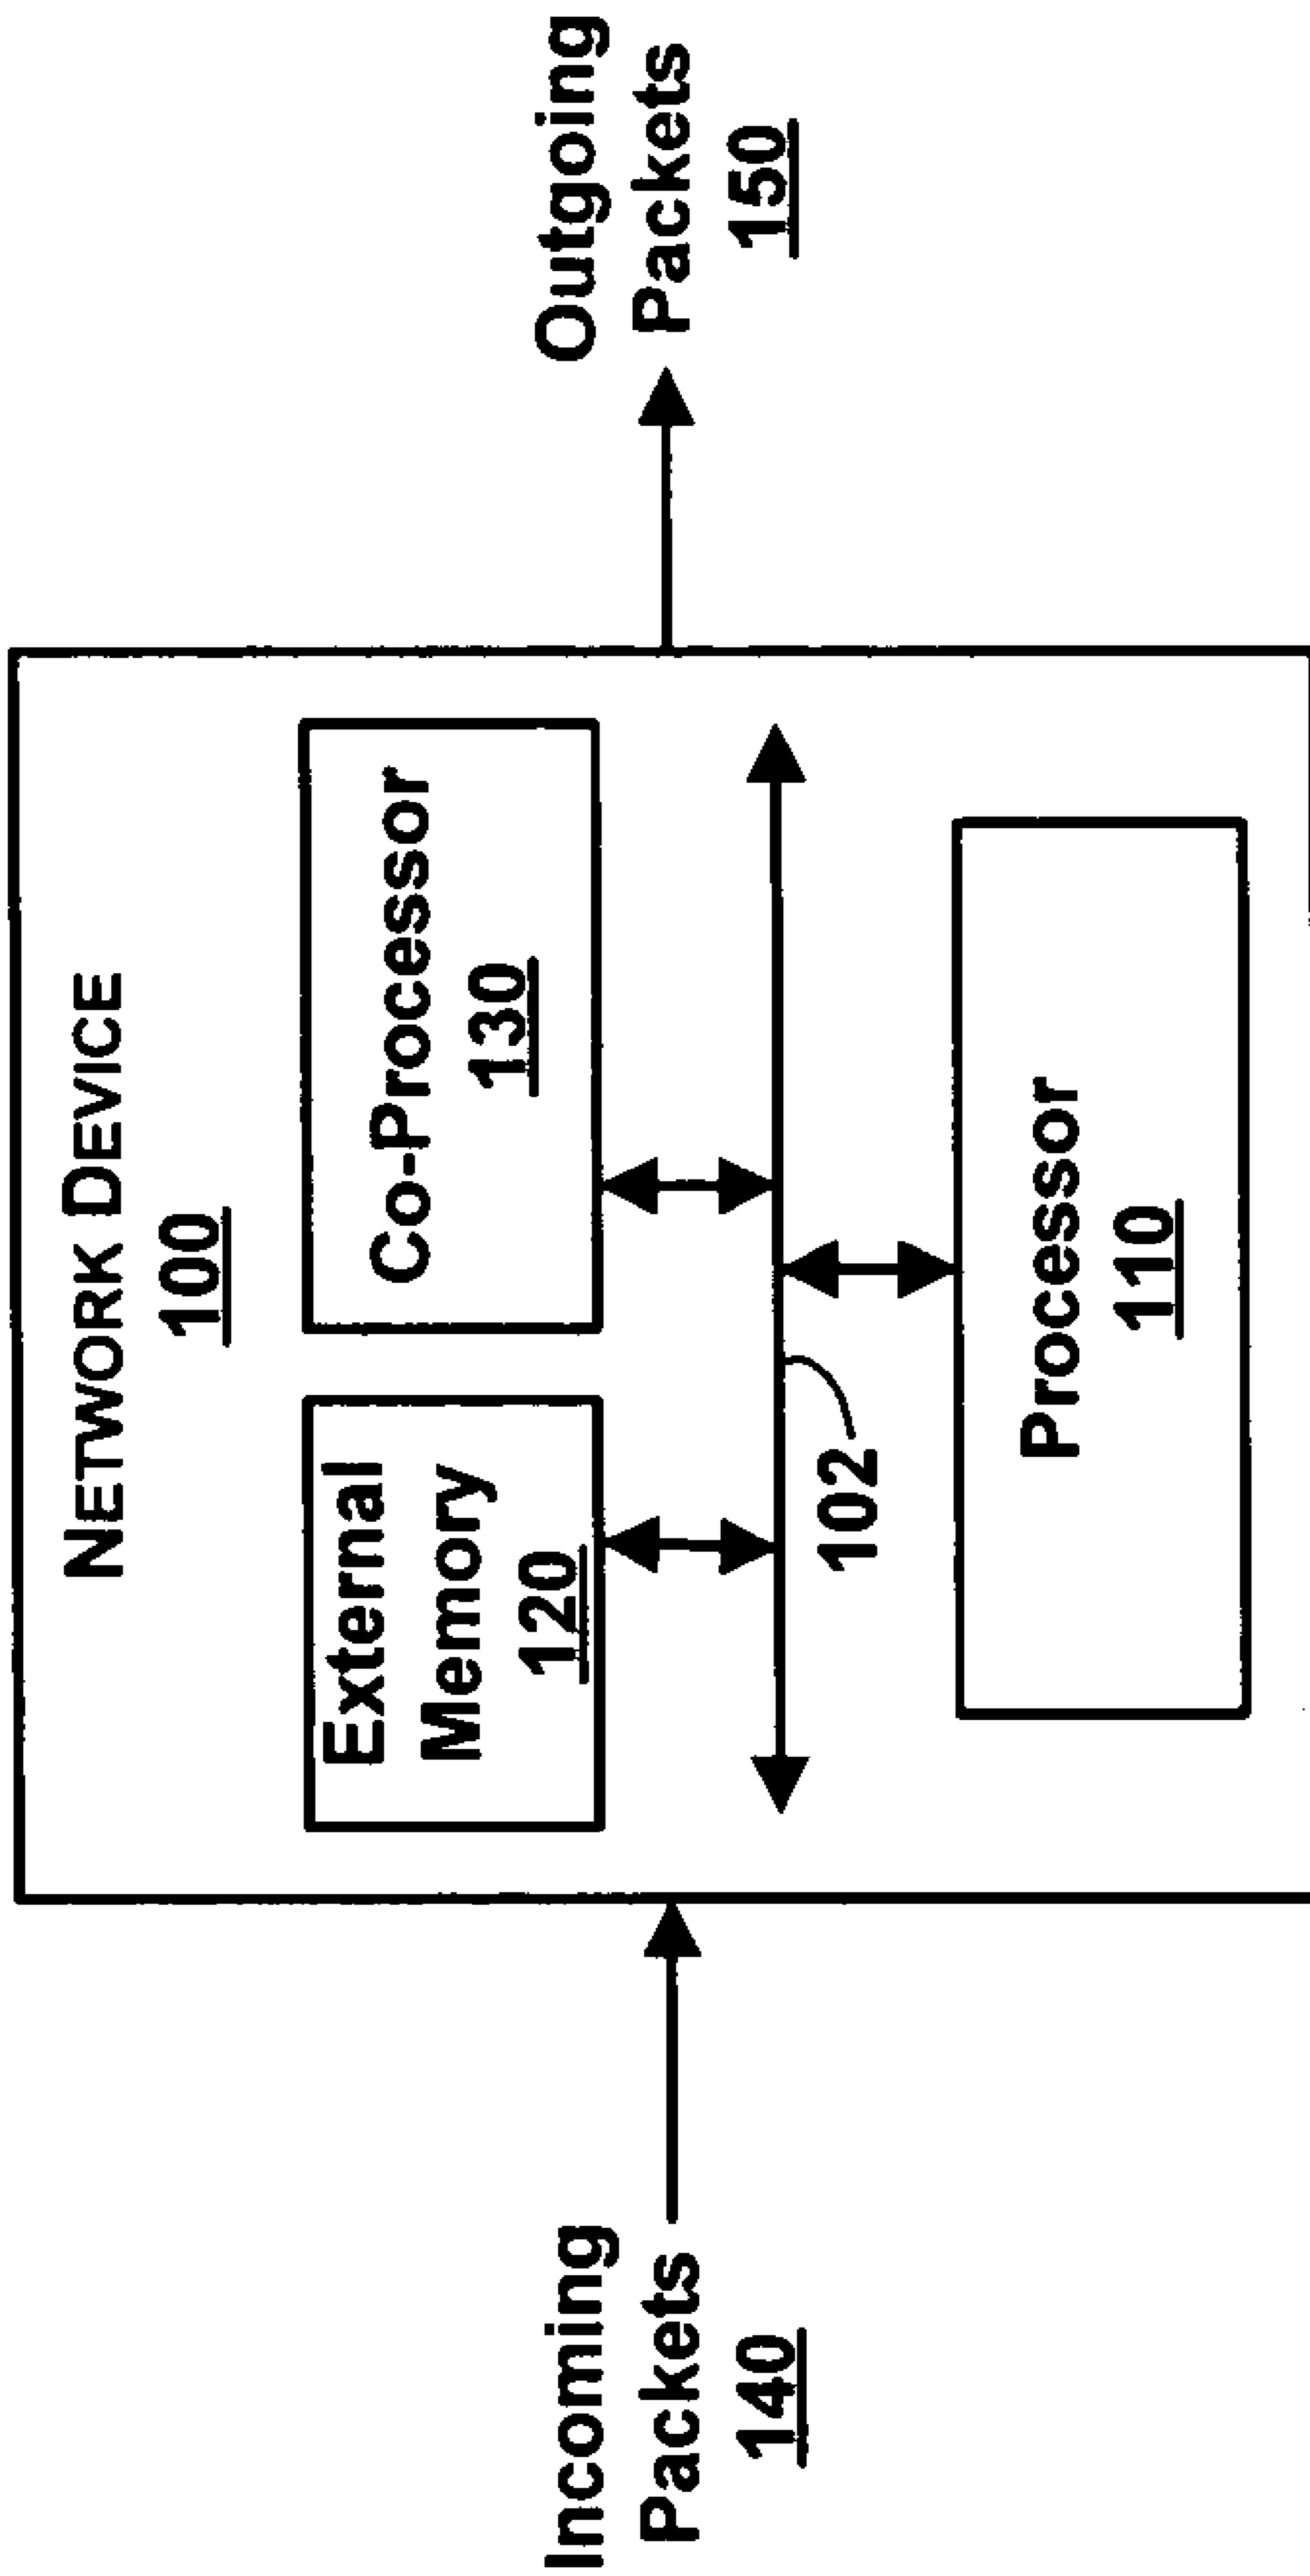 NETWORK DEVICE
100
External
Memory
120
Co-Processor
130
102
Processor
110
Incoming
Packets
140
Outgoing
Packets
150